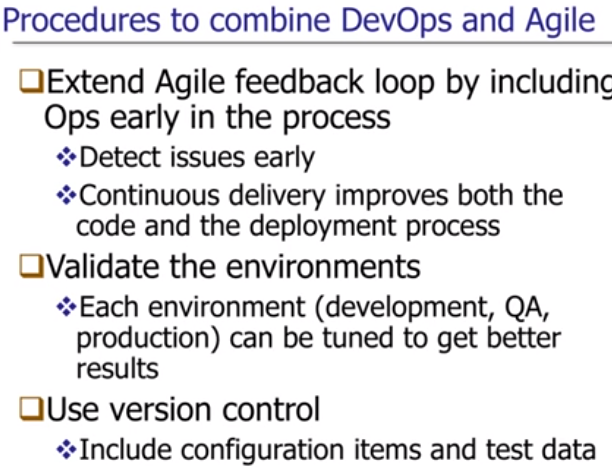 Procedures to combine DevOps and Agile
Extend Agile feedback loop by including
Ops early in the process
Detect issues early
Continuous delivery improves both the
code and the deployment process
Validate the environments
Each environment (development, QA,
production) can be tuned to get better
results
Use version control
Include configuration items and test data